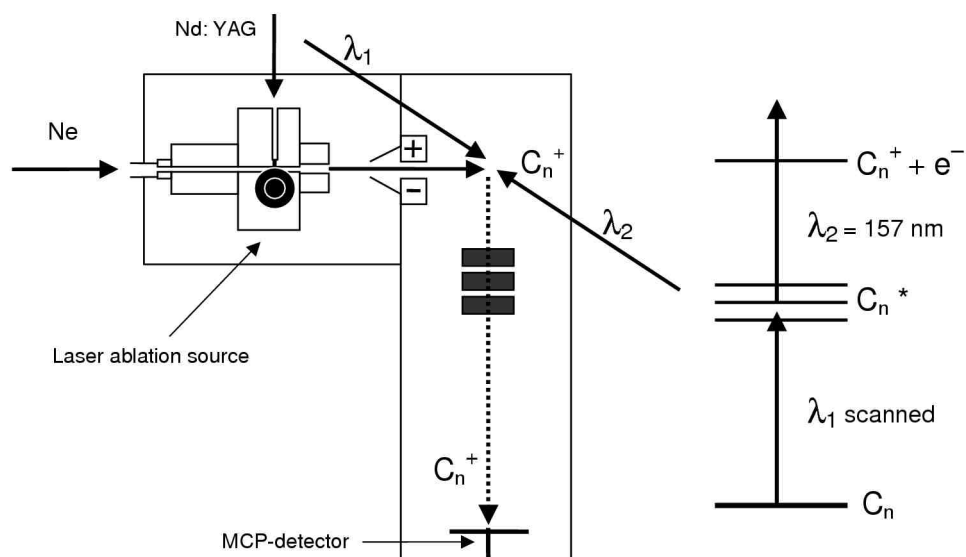 Nd: YAG
λ1
Ne
+
Cn+
−
Cn+ + e−
λ2
λ2 = 157 nm
Cn*
Laser ablation source
λ1 scanned
Cn+
Cn
MCP-detector